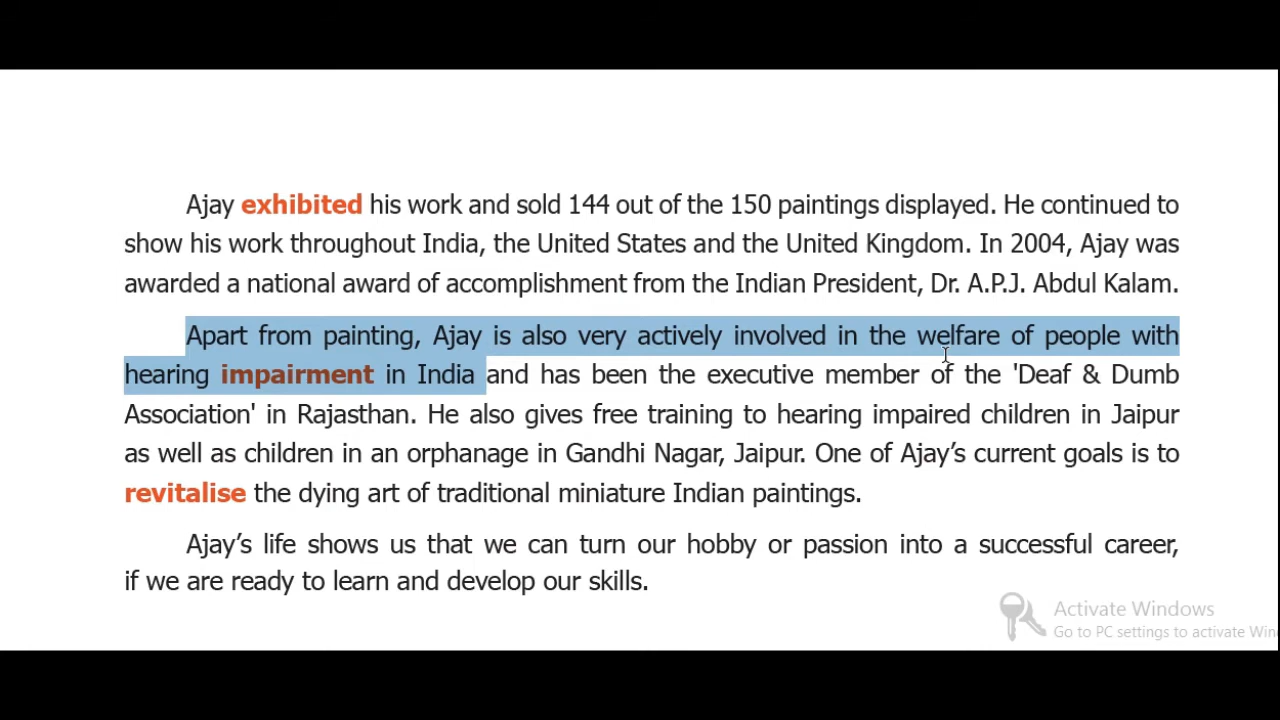 Ajay exhibited his work and sold 144 out of the 150 paintings displayed. He continued to
show his work throughout India, the United States and the United Kingdom. In 2004, Ajay was
awarded a national award of accomplishment from the Indian President, Dr. A.P.J. Abdul Kalam.
Apart from painting, Ajay is also very actively involved in the welfare of people with
hearing impairment in India and has been the executive member of the 'Deaf & Dumb
Association' in Rajasthan. He also gives free training to hearing impaired children in Jaipur
as well as children in an orphanage in Gandhi Nagar, Jaipur. One of Ajay’s current goals is to
revitalise the dying art of traditional miniature Indian paintings.
Ajay’s life shows us that we can turn our hobby or passion into a successful career,
if we are ready to learn and develop our skills.
Activate Windows
Go to PC settings to activate Win